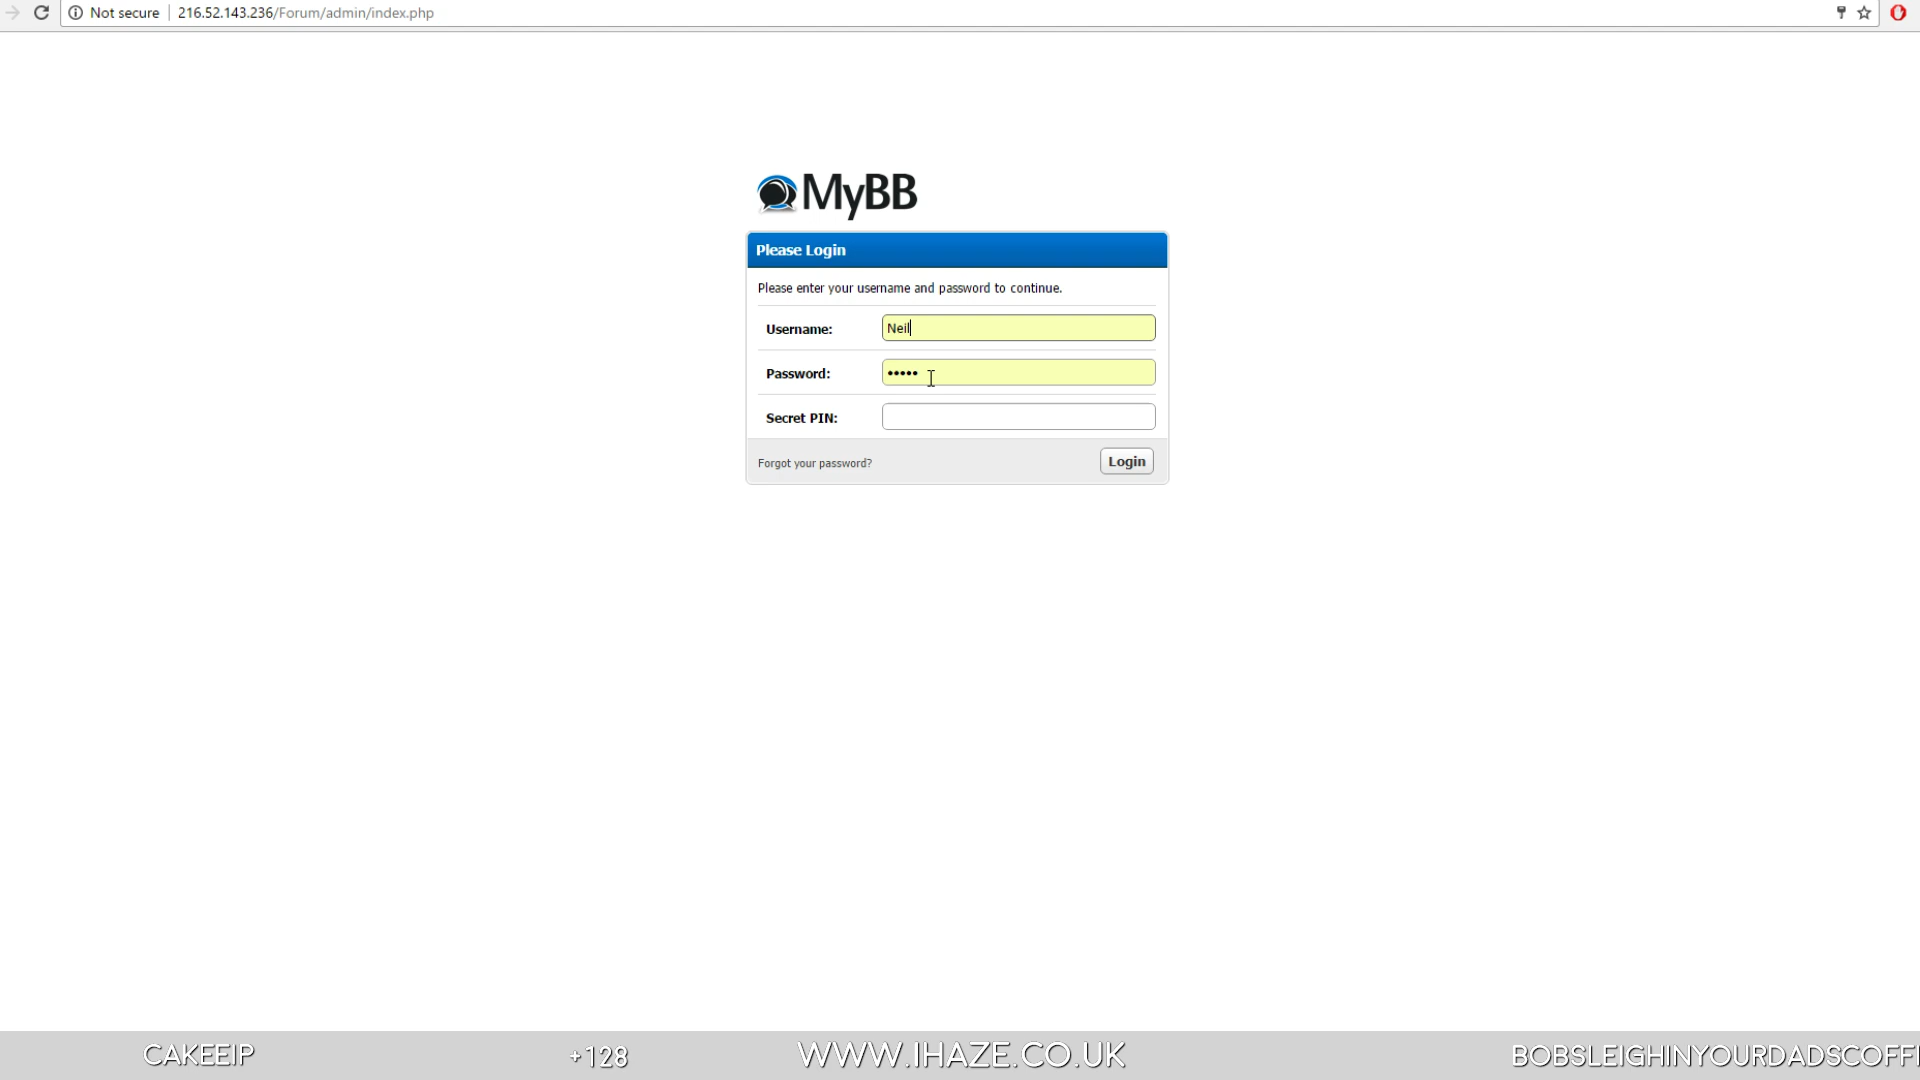 Not secure | 216.52.143.236/Forum/admin/index.php
MyBB
Please Login
Please enter your username and password to continue.
Username: Neil
Password: •••••
Secret PIN:
Forgot your password? Login
CAKEEIP +128 WWW.IHAZE.CO.UK BOBSLEIGHINYOURDADSCOFFI